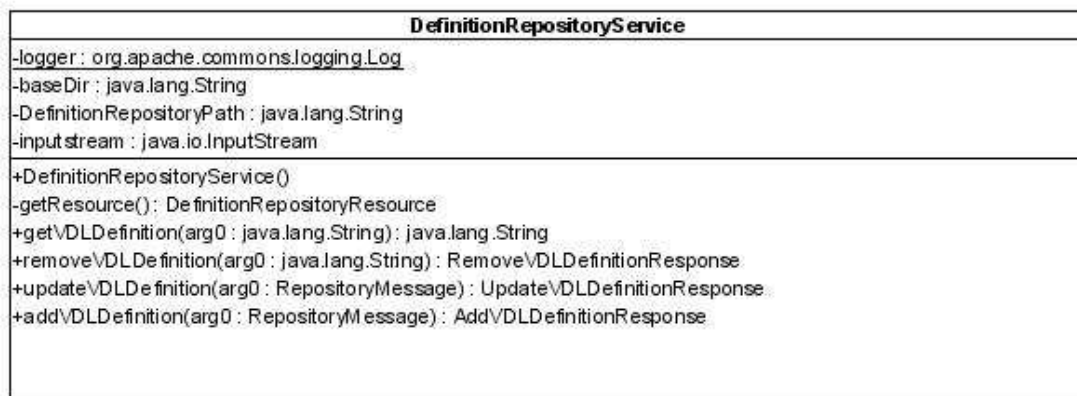 DefinitionRepositoryService
-logger : org.apache.commons.logging.Log
-baseDir : java.lang.String
-DefinitionRepositoryPath : java.lang.String
-inputstream : java.io.InputStream
+DefinitionRepositoryService()
-getResource() : DefinitionRepositoryResource
+getVDLDefinition(arg0 : java.lang.String) : java.lang.String
+removeVDLDefinition(arg0 : java.lang.String) : RemoveVDLDefinitionResponse
+updateVDLDefinition(arg0 : RepositoryMessage) : UpdateVDLDefinitionResponse
+addVDLDefinition(arg0 : RepositoryMessage) : AddVDLDefinitionResponse